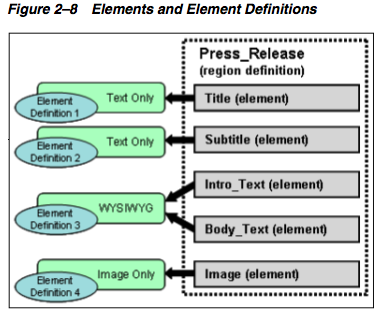 Figure 2–8 Elements and Element Definitions
Press_Release
(region definition)
Element
Definition 1
Text Only
Title (element)
Element
Definition 2
Text Only
Subtitle (element)
Intro_Text (element)
Element
Definition 3
WYSIWYG
Body_Text (element)
Element
Definition 4
Image Only
Image (element)